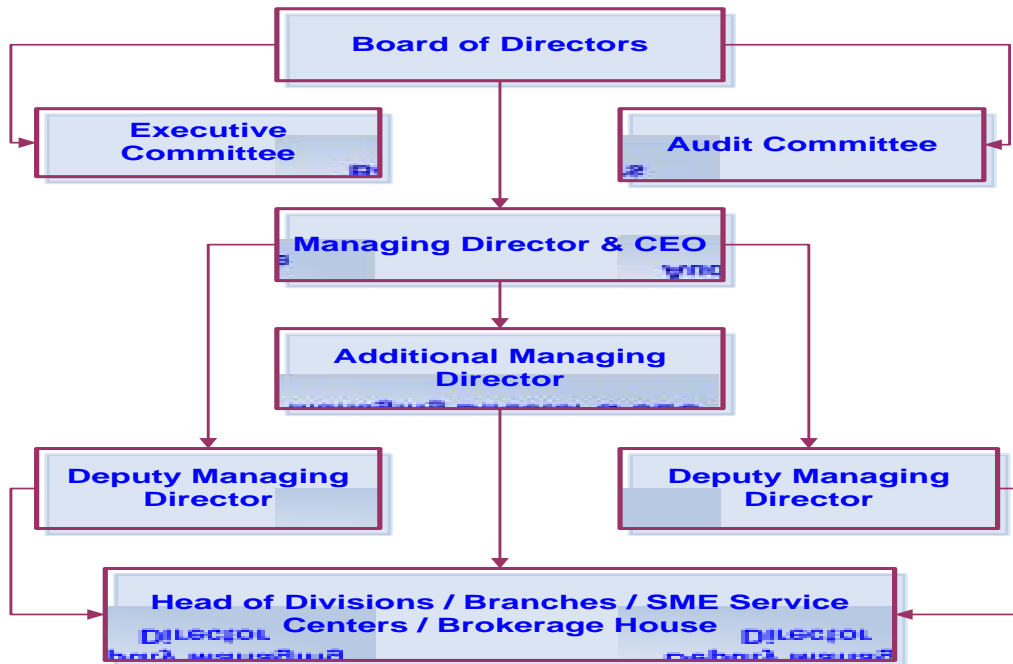 Board of Directors
Executive
Committee
Audit Committee
Managing Director & CEO
Additional Managing
Director
Deputy Managing
Director
Deputy Managing
Director
Head of Divisions / Branches / SME Service
Centers / Brokerage House